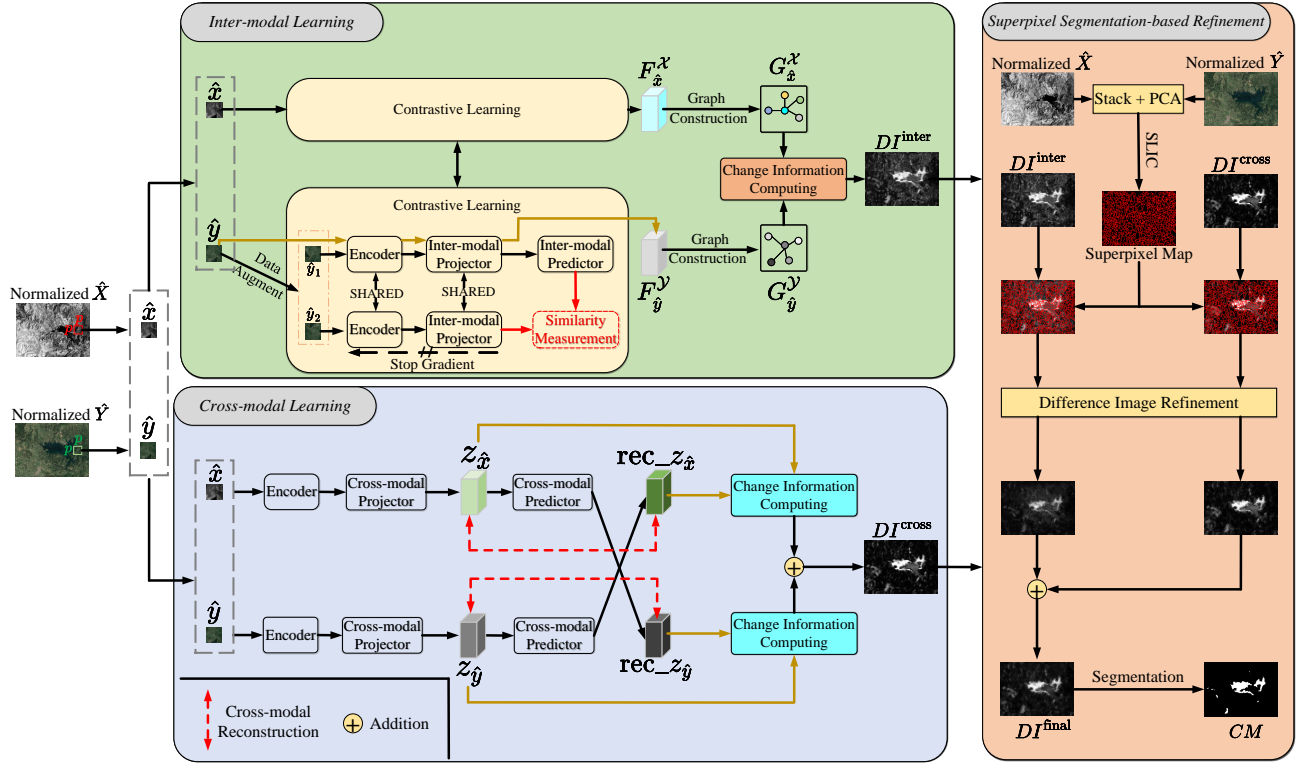 Inter-modal Learning
Superpixel Segmentation-based Refinement
x̂
Contrastive Learning
F_x̂^𝒳
Graph
Construction
G_x̂^𝒳
Contrastive Learning
ŷ
Data
Augment
ŷ₁
ŷ₂
Encoder
Inter-modal
Projector
Inter-modal
Predictor
SHARED
SHARED
Encoder
Inter-modal
Projector
Similarity
Measurement
Stop Gradient
F_ŷ^𝒴
Graph
Construction
G_ŷ^𝒴
Change Information
Computing
DI^inter
Normalized X̂
P
P
x̂
Normalized Ŷ
p
p
ŷ
Cross-modal Learning
x̂
Encoder
Cross-modal
Projector
z_x̂
Cross-modal
Predictor
rec_z_x̂
Change Information
Computing
DI^cross
ŷ
Encoder
Cross-modal
Projector
z_ŷ
Cross-modal
Predictor
rec_z_ŷ
Change Information
Computing
Cross-modal
Reconstruction
+ Addition
+
Normalized X̂
Normalized Ŷ
Stack + PCA
SLIC
DI^inter
DI^cross
Superpixel Map
Difference Image Refinement
+
Segmentation
DI^final
CM